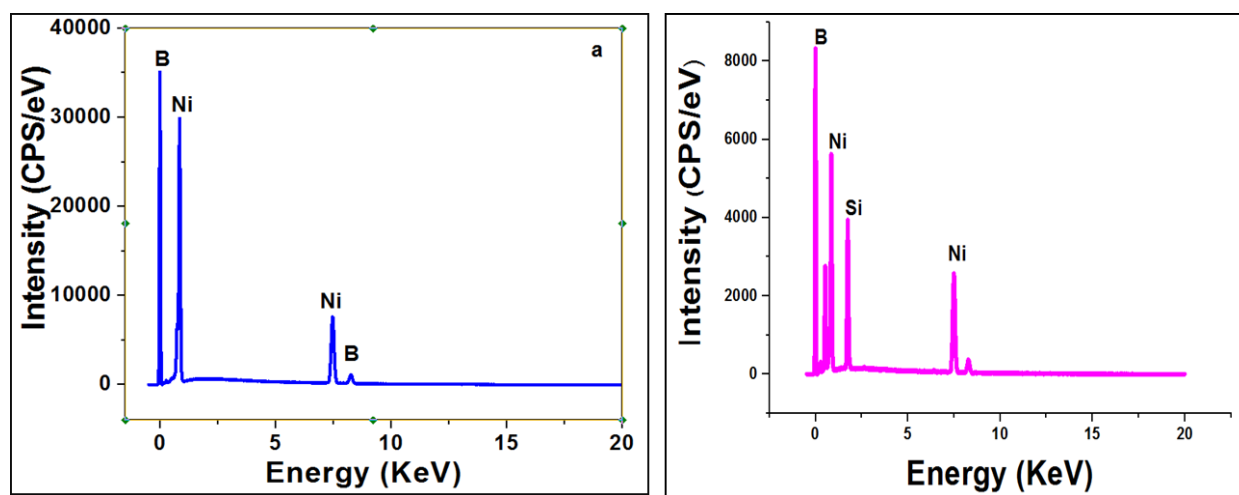 40000
30000
20000
10000
0
Intensity (CPS/eV)
a
B
Ni
Ni
B
0
5
10
15
20
Energy (KeV)
8000
6000
4000
2000
0
Intensity (CPS/eV)
B
Ni
Si
Ni
0
5
10
15
20
Energy (KeV)